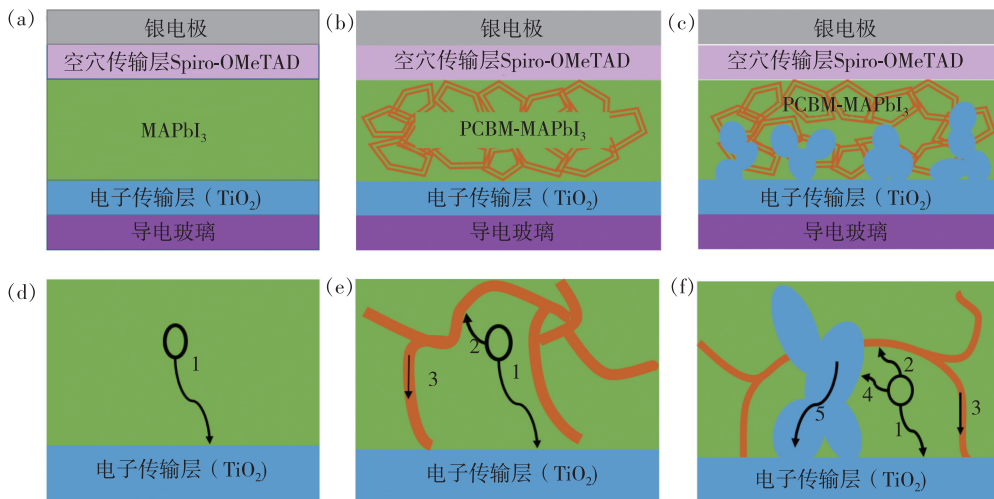 (a)
银电极
空穴传输层Spiro-OMeTAD
MAPbI₃
电子传输层（TiO₂）
导电玻璃
(b)
银电极
空穴传输层Spiro-OMeTAD
PCBM-MAPbI₃
电子传输层（TiO₂）
导电玻璃
(c)
银电极
空穴传输层Spiro-OMeTAD
PCBM-MAPbI₃
电子传输层（TiO₂）
导电玻璃
(d)
1
电子传输层（TiO₂）
(e)
2
1
3
电子传输层（TiO₂）
(f)
2
4
3
5
1
电子传输层（TiO₂）